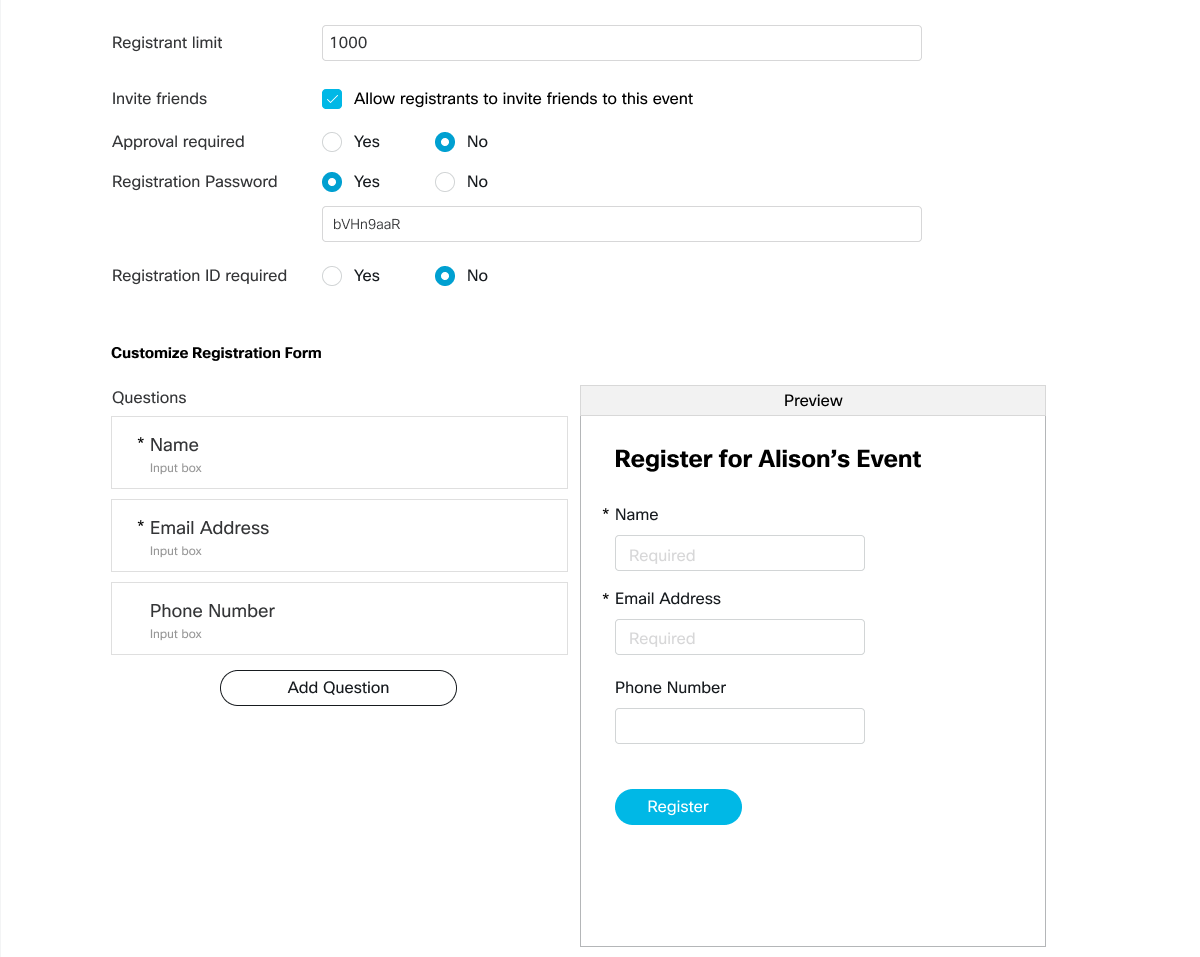 Registrant limit
1000
Invite friends
Allow registrants to invite friends to this event
Approval required
Yes
No
Registration Password
Yes
No
bVHn9aaR
Registration ID required
Yes
No
Customize Registration Form
Questions
* Name
Input box
* Email Address
Input box
Phone Number
Input box
Add Question
Preview
Register for Alison’s Event
* Name
Required
* Email Address
Required
Phone Number
Register